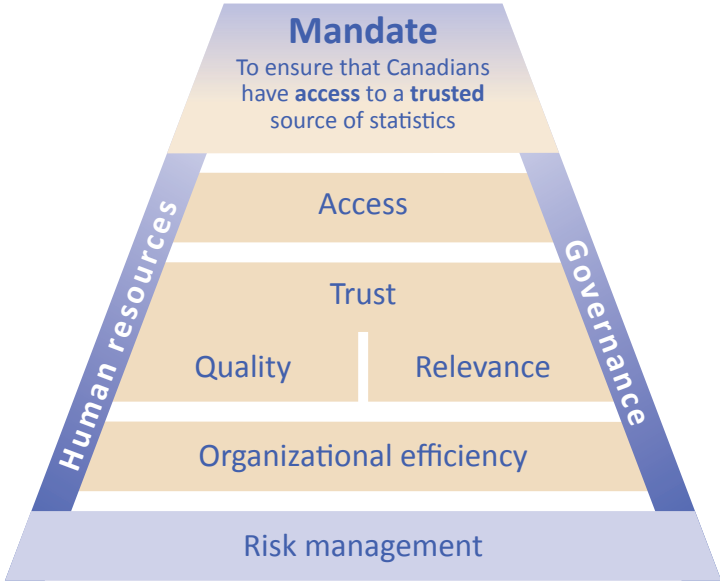 Mandate
To ensure that Canadians
have access to a trusted
source of statistics
Human resources
Governance
Access
Trust
Quality
Relevance
Organizational efficiency
Risk management